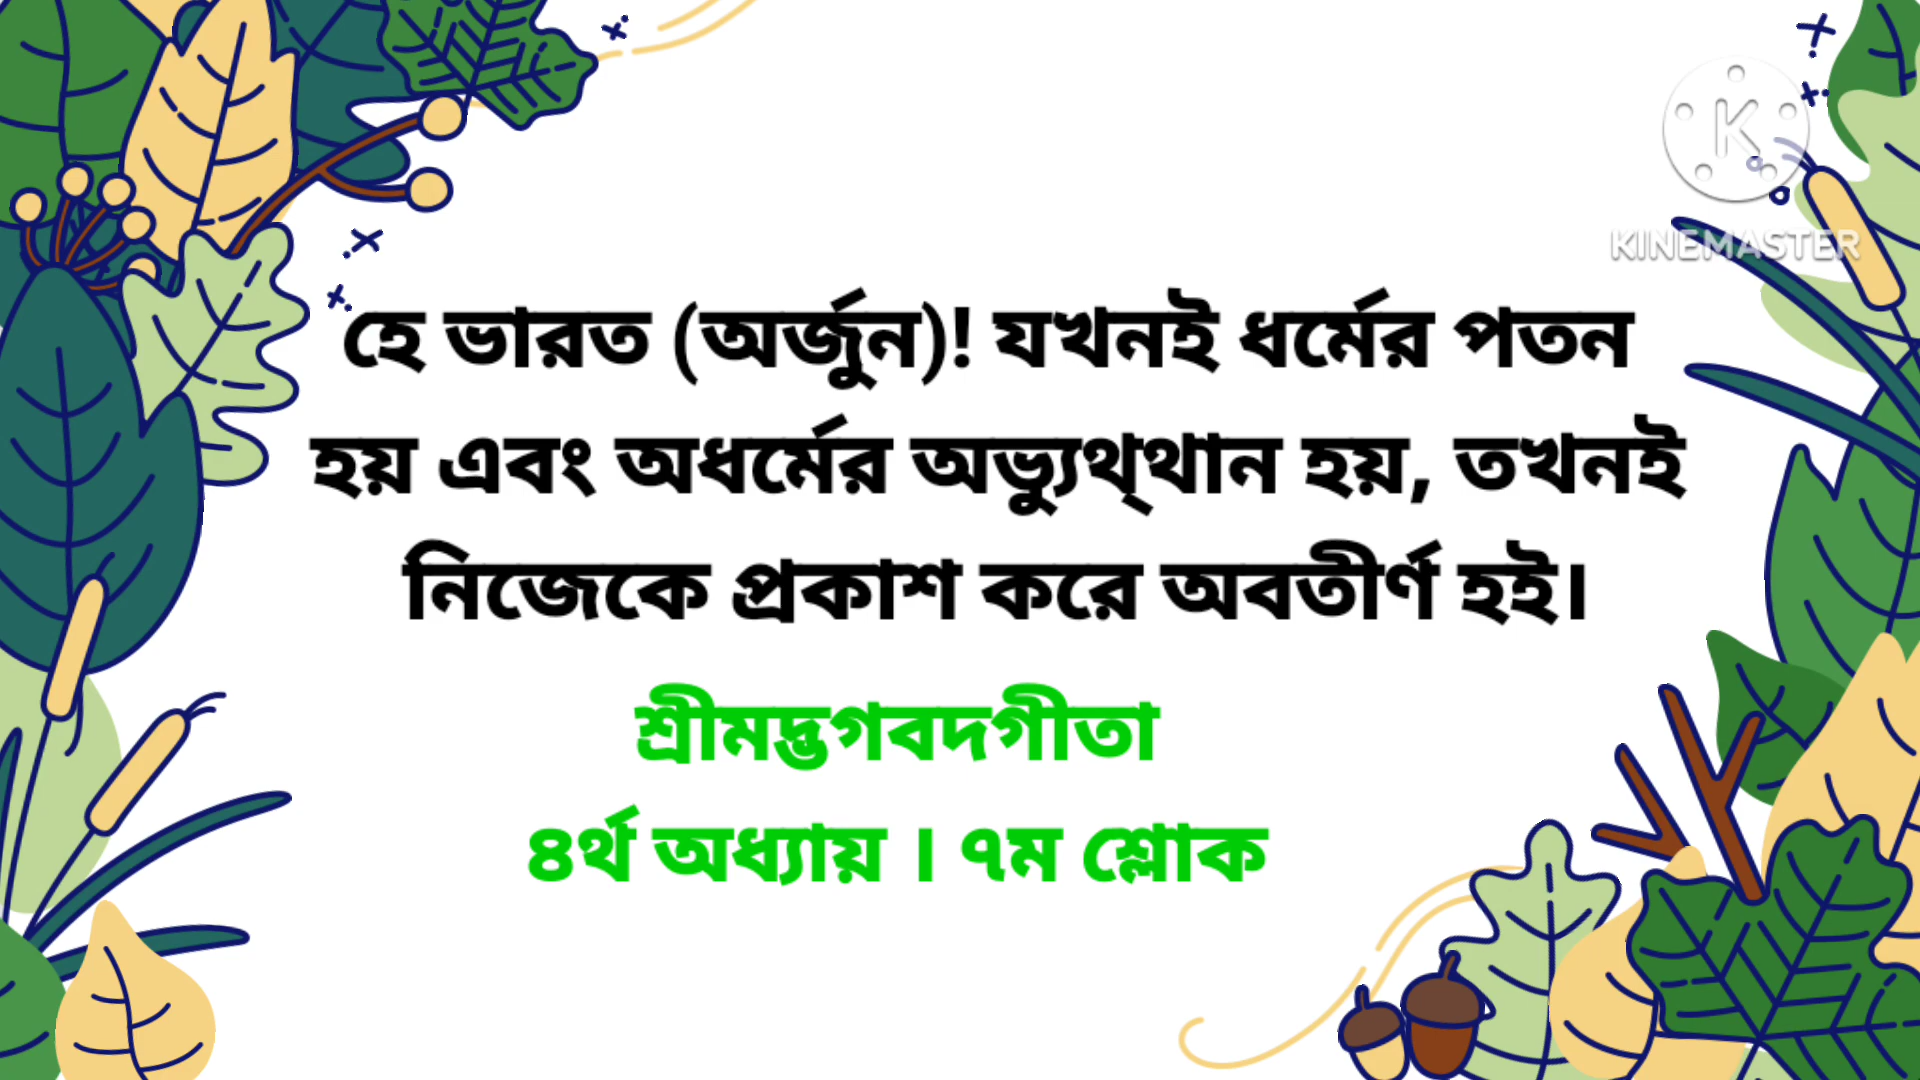 K
KINEMASTER
হে ভারত (অর্জুন)! যখনই ধর্মের পতন
হয় এবং অধর্মের অভ্যুথ্থান হয়, তখনই
নিজেকে প্রকাশ করে অবতীর্ণ হই।
শ্রীমদ্ভগবদগীতা
৪র্থ অধ্যায় । ৭ম শ্লোক